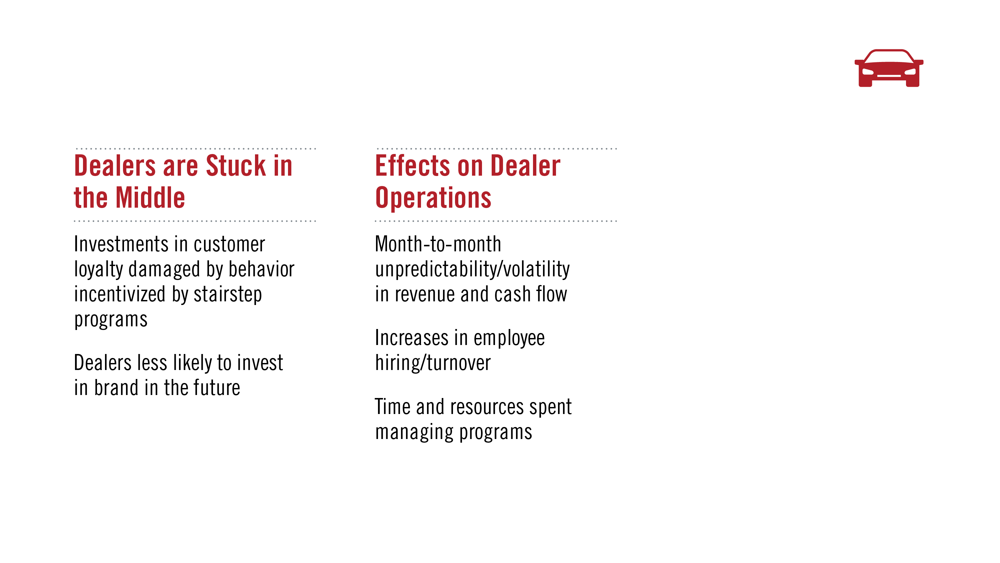 Dealers are Stuck in
the Middle
Investments in customer
loyalty damaged by behavior
incentivized by stairstep
programs
Dealers less likely to invest
in brand in the future
Effects on Dealer
Operations
Month-to-month
unpredictability/volatility
in revenue and cash flow
Increases in employee
hiring/turnover
Time and resources spent
managing programs